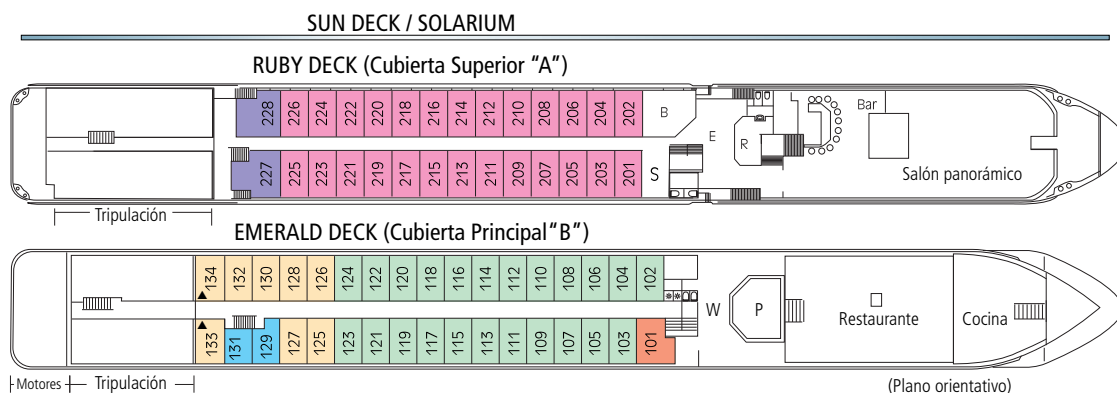 SUN DECK / SOLARIUM
RUBY DECK (Cubierta Superior "A")
228 226 224 222 220 218 216 214 212 210 208 206 204 202 B
E R Bar
227 225 223 221 219 217 215 213 211 209 207 205 203 201 S
Salón panorámico
Tripulación
EMERALD DECK (Cubierta Principal"B")
134 132 130 128 126 124 122 120 118 116 114 112 110 108 106 104 102
W P Restaurante Cocina
133 131 129 127 125 123 121 119 117 115 113 111 109 107 105 103 101
Motores Tripulación (Plano orientativo)